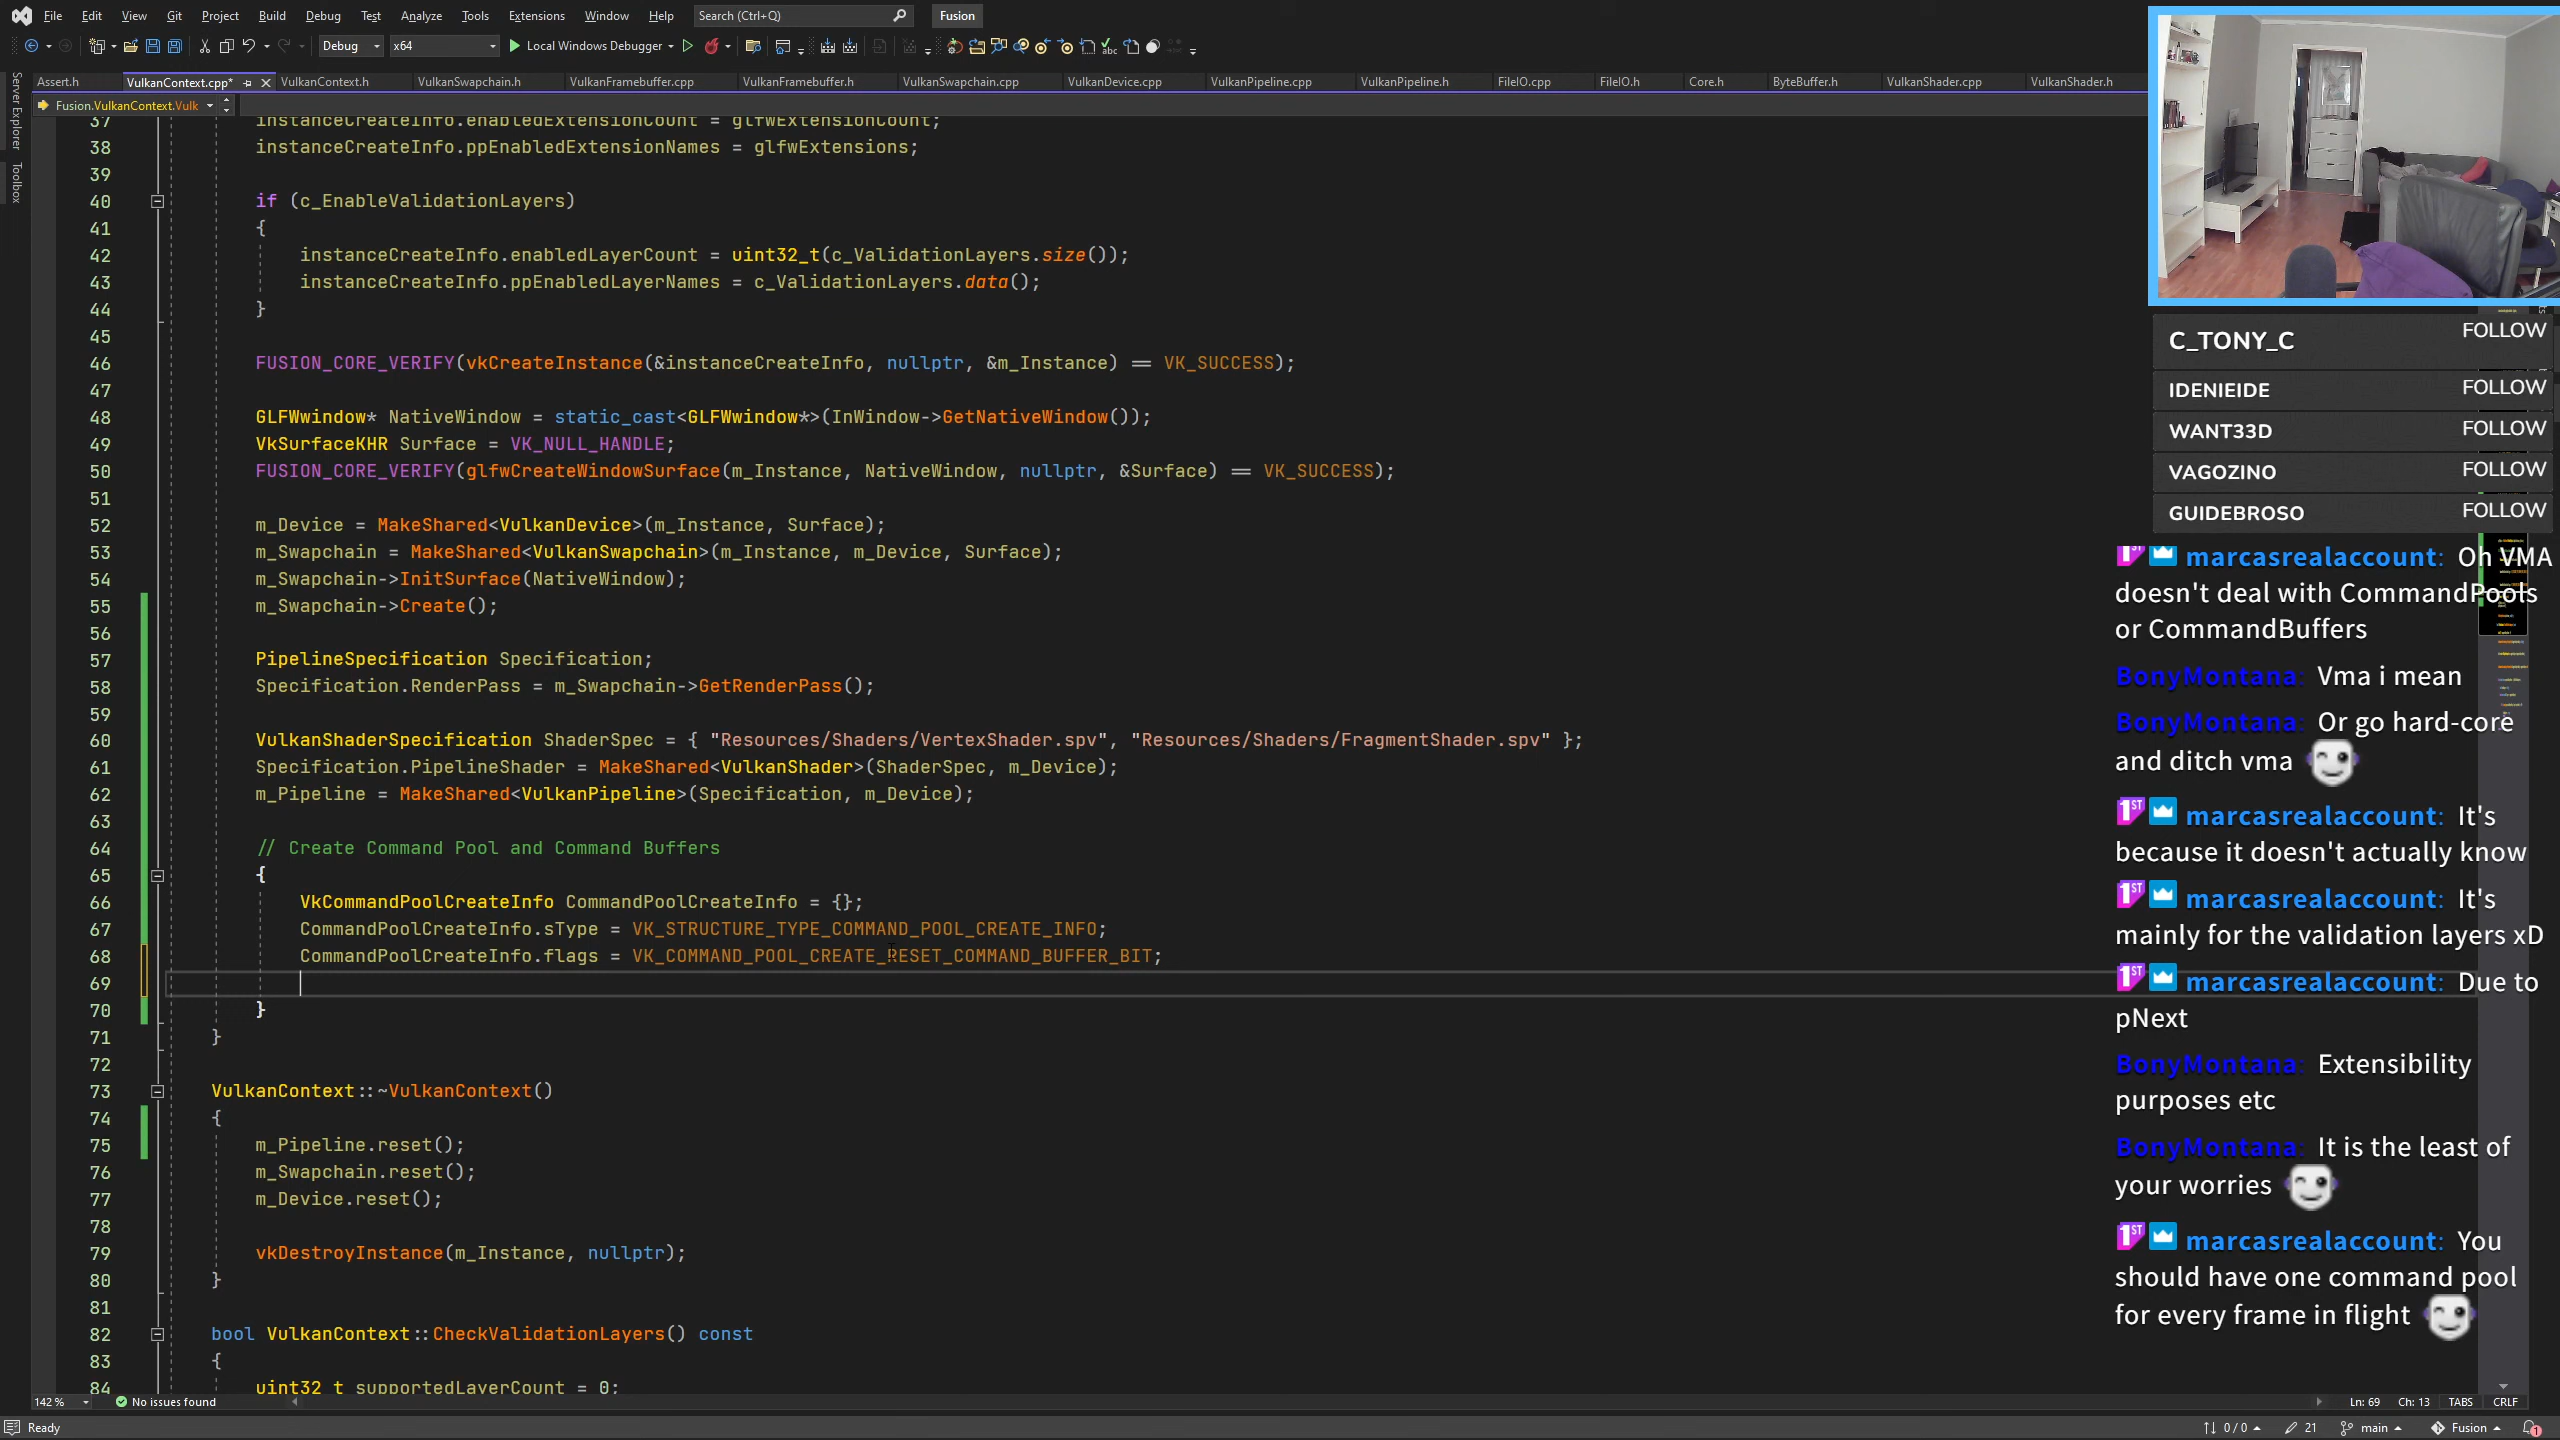 File Edit View Git Project Build Debug Test Analyze Tools Extensions Window Help Search (Ctrl+Q) Fusion
Debug x64 Local Windows Debugger
Assert.h VulkanContext.cpp* VulkanContext.h VulkanSwapchain.h VulkanFramebuffer.cpp VulkanFramebuffer.h VulkanSwapchain.cpp VulkanDevice.cpp VulkanPipeline.cpp VulkanPipeline.h FileIO.cpp FileIO.h Core.h ByteBuffer.h VulkanShader.cpp VulkanShader.h
Fusion.VulkanContext.Vulk
Server Explorer
Toolbox
37 instanceCreateInfo.enabledExtensionCount = glfwExtensionCount;
38 instanceCreateInfo.ppEnabledExtensionNames = glfwExtensions;
39
40 if (c_EnableValidationLayers)
41 {
42 instanceCreateInfo.enabledLayerCount = uint32_t(c_ValidationLayers.size());
43 instanceCreateInfo.ppEnabledLayerNames = c_ValidationLayers.data();
44 }
45
46 FUSION_CORE_VERIFY(vkCreateInstance(&instanceCreateInfo, nullptr, &m_Instance) == VK_SUCCESS);
47
48 GLFWwindow* NativeWindow = static_cast<GLFWwindow*>(InWindow->GetNativeWindow());
49 VkSurfaceKHR Surface = VK_NULL_HANDLE;
50 FUSION_CORE_VERIFY(glfwCreateWindowSurface(m_Instance, NativeWindow, nullptr, &Surface) == VK_SUCCESS);
51
52 m_Device = MakeShared<VulkanDevice>(m_Instance, Surface);
53 m_Swapchain = MakeShared<VulkanSwapchain>(m_Instance, m_Device, Surface);
54 m_Swapchain->InitSurface(NativeWindow);
55 m_Swapchain->Create();
56
57 PipelineSpecification Specification;
58 Specification.RenderPass = m_Swapchain->GetRenderPass();
59
60 VulkanShaderSpecification ShaderSpec = { "Resources/Shaders/VertexShader.spv", "Resources/Shaders/FragmentShader.spv" };
61 Specification.PipelineShader = MakeShared<VulkanShader>(ShaderSpec, m_Device);
62 m_Pipeline = MakeShared<VulkanPipeline>(Specification, m_Device);
63
64 // Create Command Pool and Command Buffers
65 {
66 VkCommandPoolCreateInfo CommandPoolCreateInfo = {};
67 CommandPoolCreateInfo.sType = VK_STRUCTURE_TYPE_COMMAND_POOL_CREATE_INFO;
68 CommandPoolCreateInfo.flags = VK_COMMAND_POOL_CREATE_RESET_COMMAND_BUFFER_BIT;
69
70 }
71 }
72
73 VulkanContext::~VulkanContext()
74 {
75 m_Pipeline.reset();
76 m_Swapchain.reset();
77 m_Device.reset();
78
79 vkDestroyInstance(m_Instance, nullptr);
80 }
81
82 bool VulkanContext::CheckValidationLayers() const
83 {
84 uint32_t supportedLayerCount = 0;
142 % No issues found Ln: 69 Ch: 13 TABS CRLF
Ready 0 / 0 21 main Fusion 1
C_TONY_C FOLLOW
IDENIEIDE FOLLOW
WANT33D FOLLOW
VAGOZINO FOLLOW
GUIDEBROSO FOLLOW
1ST marcasrealaccount: Oh VMA
doesn't deal with CommandPools
or CommandBuffers
BonyMontana: Vma i mean
BonyMontana: Or go hard-core
and ditch vma
1ST marcasrealaccount: It's
because it doesn't actually know
1ST marcasrealaccount: It's
mainly for the validation layers xD
1ST marcasrealaccount: Due to
pNext
BonyMontana: Extensibility
purposes etc
BonyMontana: It is the least of
your worries
1ST marcasrealaccount: You
should have one command pool
for every frame in flight